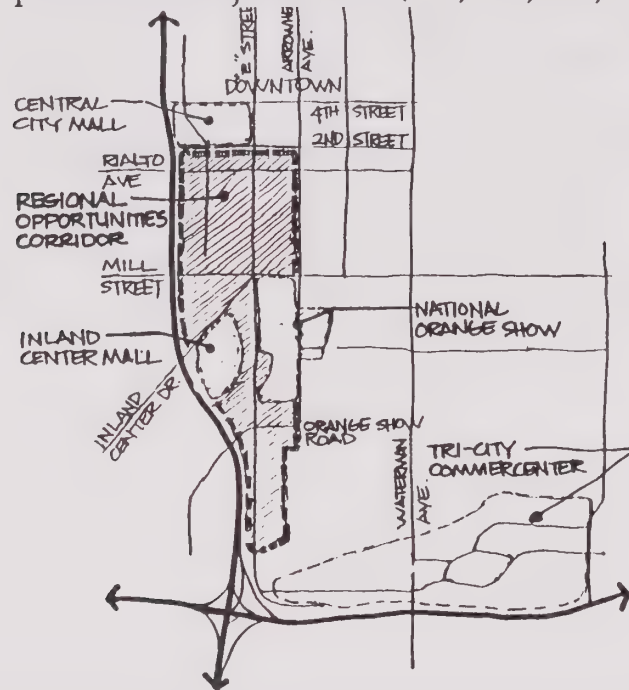 "E" STREET
ARROWHEAD
AVE.
DOWNTOWN
CENTRAL
CITY MALL
4TH STREET
2ND STREET
RIALTO
AVE
REGIONAL
OPPORTUNITIES
CORRIDOR
MILL
STREET
NATIONAL
ORANGE SHOW
INLAND
CENTER MALL
INLAND
CENTER DR.
ORANGE SHOW
ROAD
TRI-CITY
COMMERCENTER
WATERMAN
AVE.